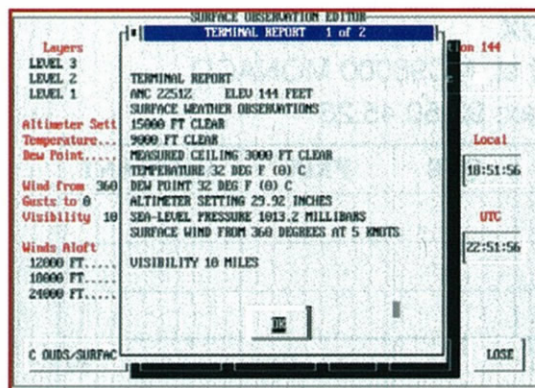 SURFACE OBSERVATION EDITOR
TERMINAL REPORT 1 of 2
Layers
LEVEL 3
LEVEL 2
LEVEL 1
Altimeter Sett
Temperature...
Dew Point.....
Wind from 360
Gusts to 0
Visibility 10
Winds Aloft
12000 FT.....
18000 FT.....
24000 FT.....
TERMINAL REPORT
ANC 2251Z ELEV 144 FEET
SURFACE WEATHER OBSERVATIONS
15000 FT CLEAR
9000 FT CLEAR
MEASURED CEILING 3000 FT CLEAR
TEMPERATURE 32 DEG F (0) C
DEW POINT 32 DEG F (0) C
ALTIMETER SETTING 29.92 INCHES
SEA-LEVEL PRESSURE 1013.2 MILLIBARS
SURFACE WIND FROM 360 DEGREES AT 5 KNOTS
VISIBILITY 10 MILES
OK
ion 144
Local
18:51:56
UTC
22:51:56
C OUDS/SURFAC
LOSE